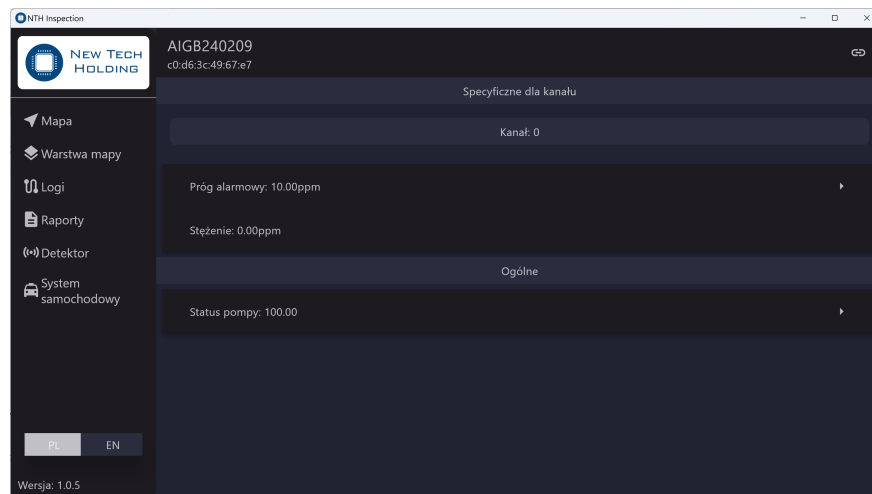 NTH Inspection
NEW TECH
HOLDING
AIGB240209
c0:d6:3c:49:67:e7
Specyficzne dla kanału
Kanał: 0
Próg alarmowy: 10.00ppm
Stężenie: 0.00ppm
Ogólne
Status pompy: 100.00
Mapa
Warstwa mapy
Logi
Raporty
Detektor
System
samochodowy
PL
EN
Wersja: 1.0.5